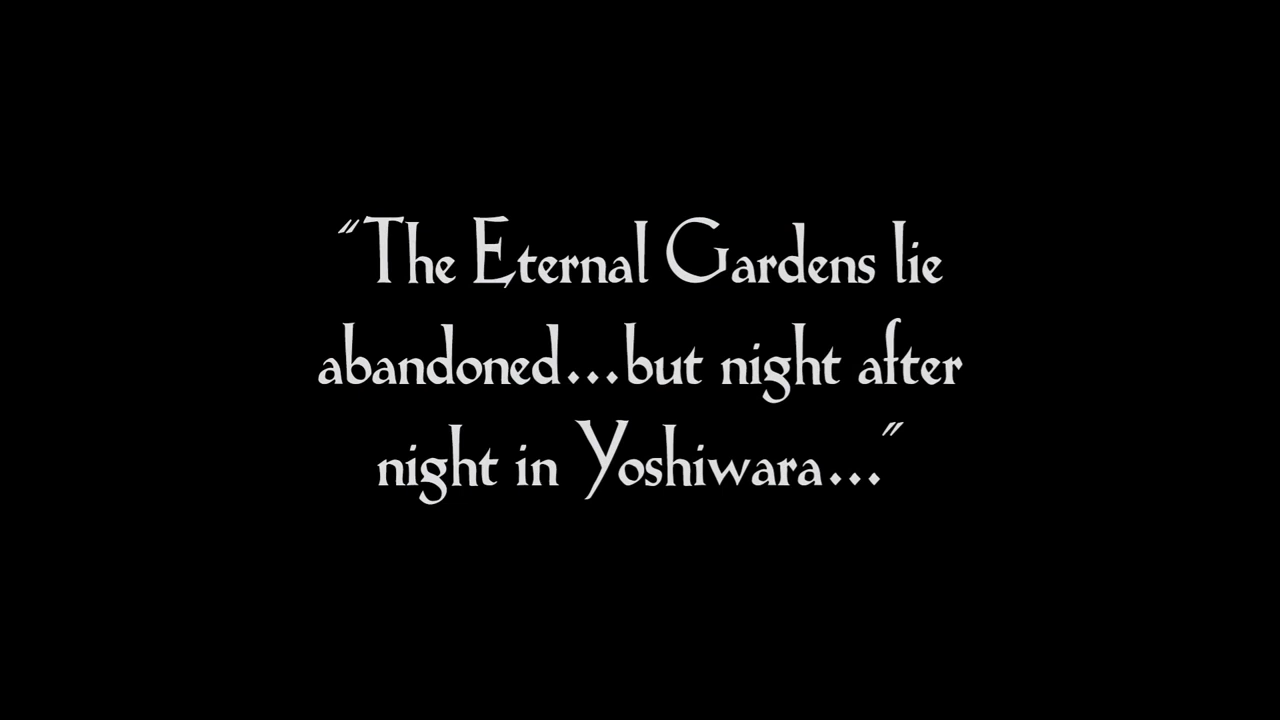 "The Eternal Gardens lie
abandoned...but night after
night in Yoshiwara..."